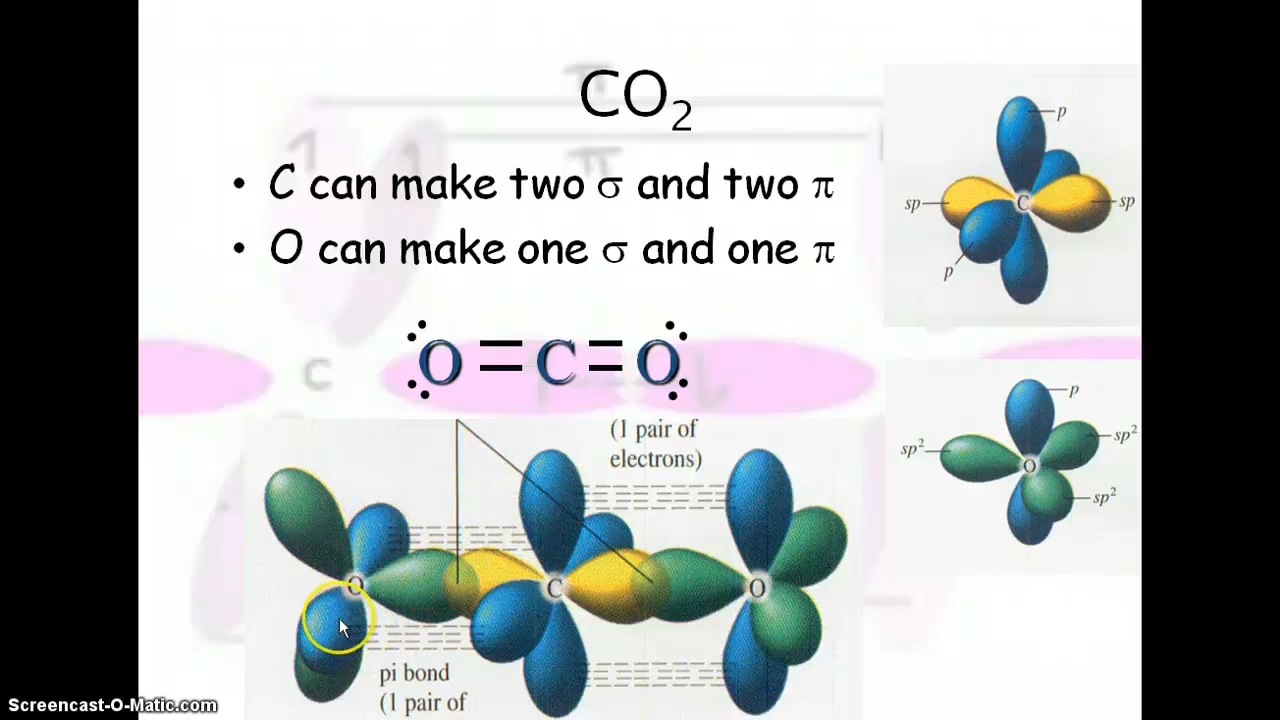 CO₂
• C can make two σ and two π
• O can make one σ and one π
O = C = O
p
sp
C
sp
p
p
sp²
sp²
O
sp²
(1 pair of
electrons)
O
C
O
pi bond
(1 pair of
Screencast-O-Matic.com
π
π
C